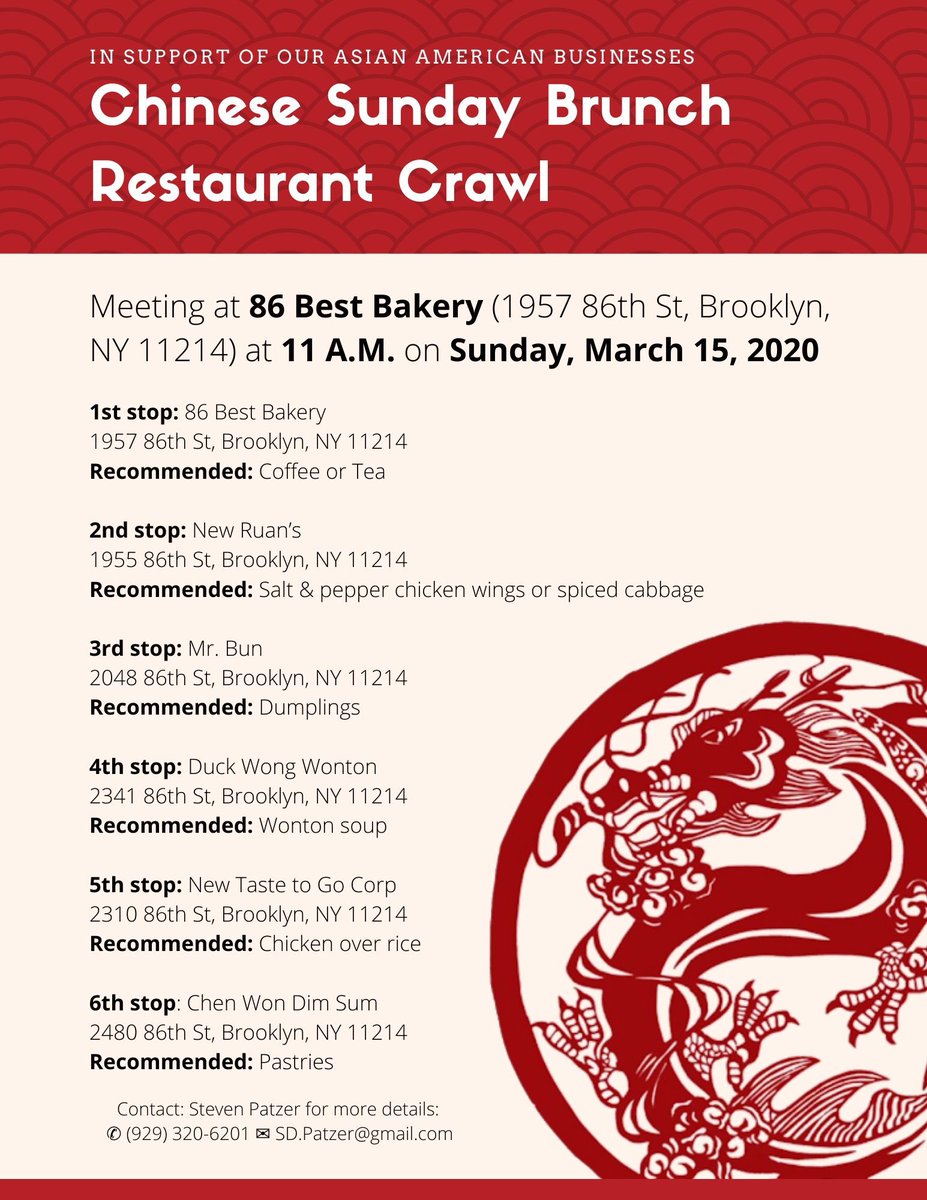 IN SUPPORT OF OUR ASIAN AMERICAN BUSINESSES
Chinese Sunday Brunch
Restaurant Crawl
Meeting at 86 Best Bakery (1957 86th St, Brooklyn,
NY 11214) at 11 A.M. on Sunday, March 15, 2020
1st stop: 86 Best Bakery
1957 86th St, Brooklyn, NY 11214
Recommended: Coffee or Tea
2nd stop: New Ruan’s
1955 86th St, Brooklyn, NY 11214
Recommended: Salt & pepper chicken wings or spiced cabbage
3rd stop: Mr. Bun
2048 86th St, Brooklyn, NY 11214
Recommended: Dumplings
4th stop: Duck Wong Wonton
2341 86th St, Brooklyn, NY 11214
Recommended: Wonton soup
5th stop: New Taste to Go Corp
2310 86th St, Brooklyn, NY 11214
Recommended: Chicken over rice
6th stop: Chen Won Dim Sum
2480 86th St, Brooklyn, NY 11214
Recommended: Pastries
Contact: Steven Patzer for more details:
✆ (929) 320-6201 ✉ SD.Patzer@gmail.com